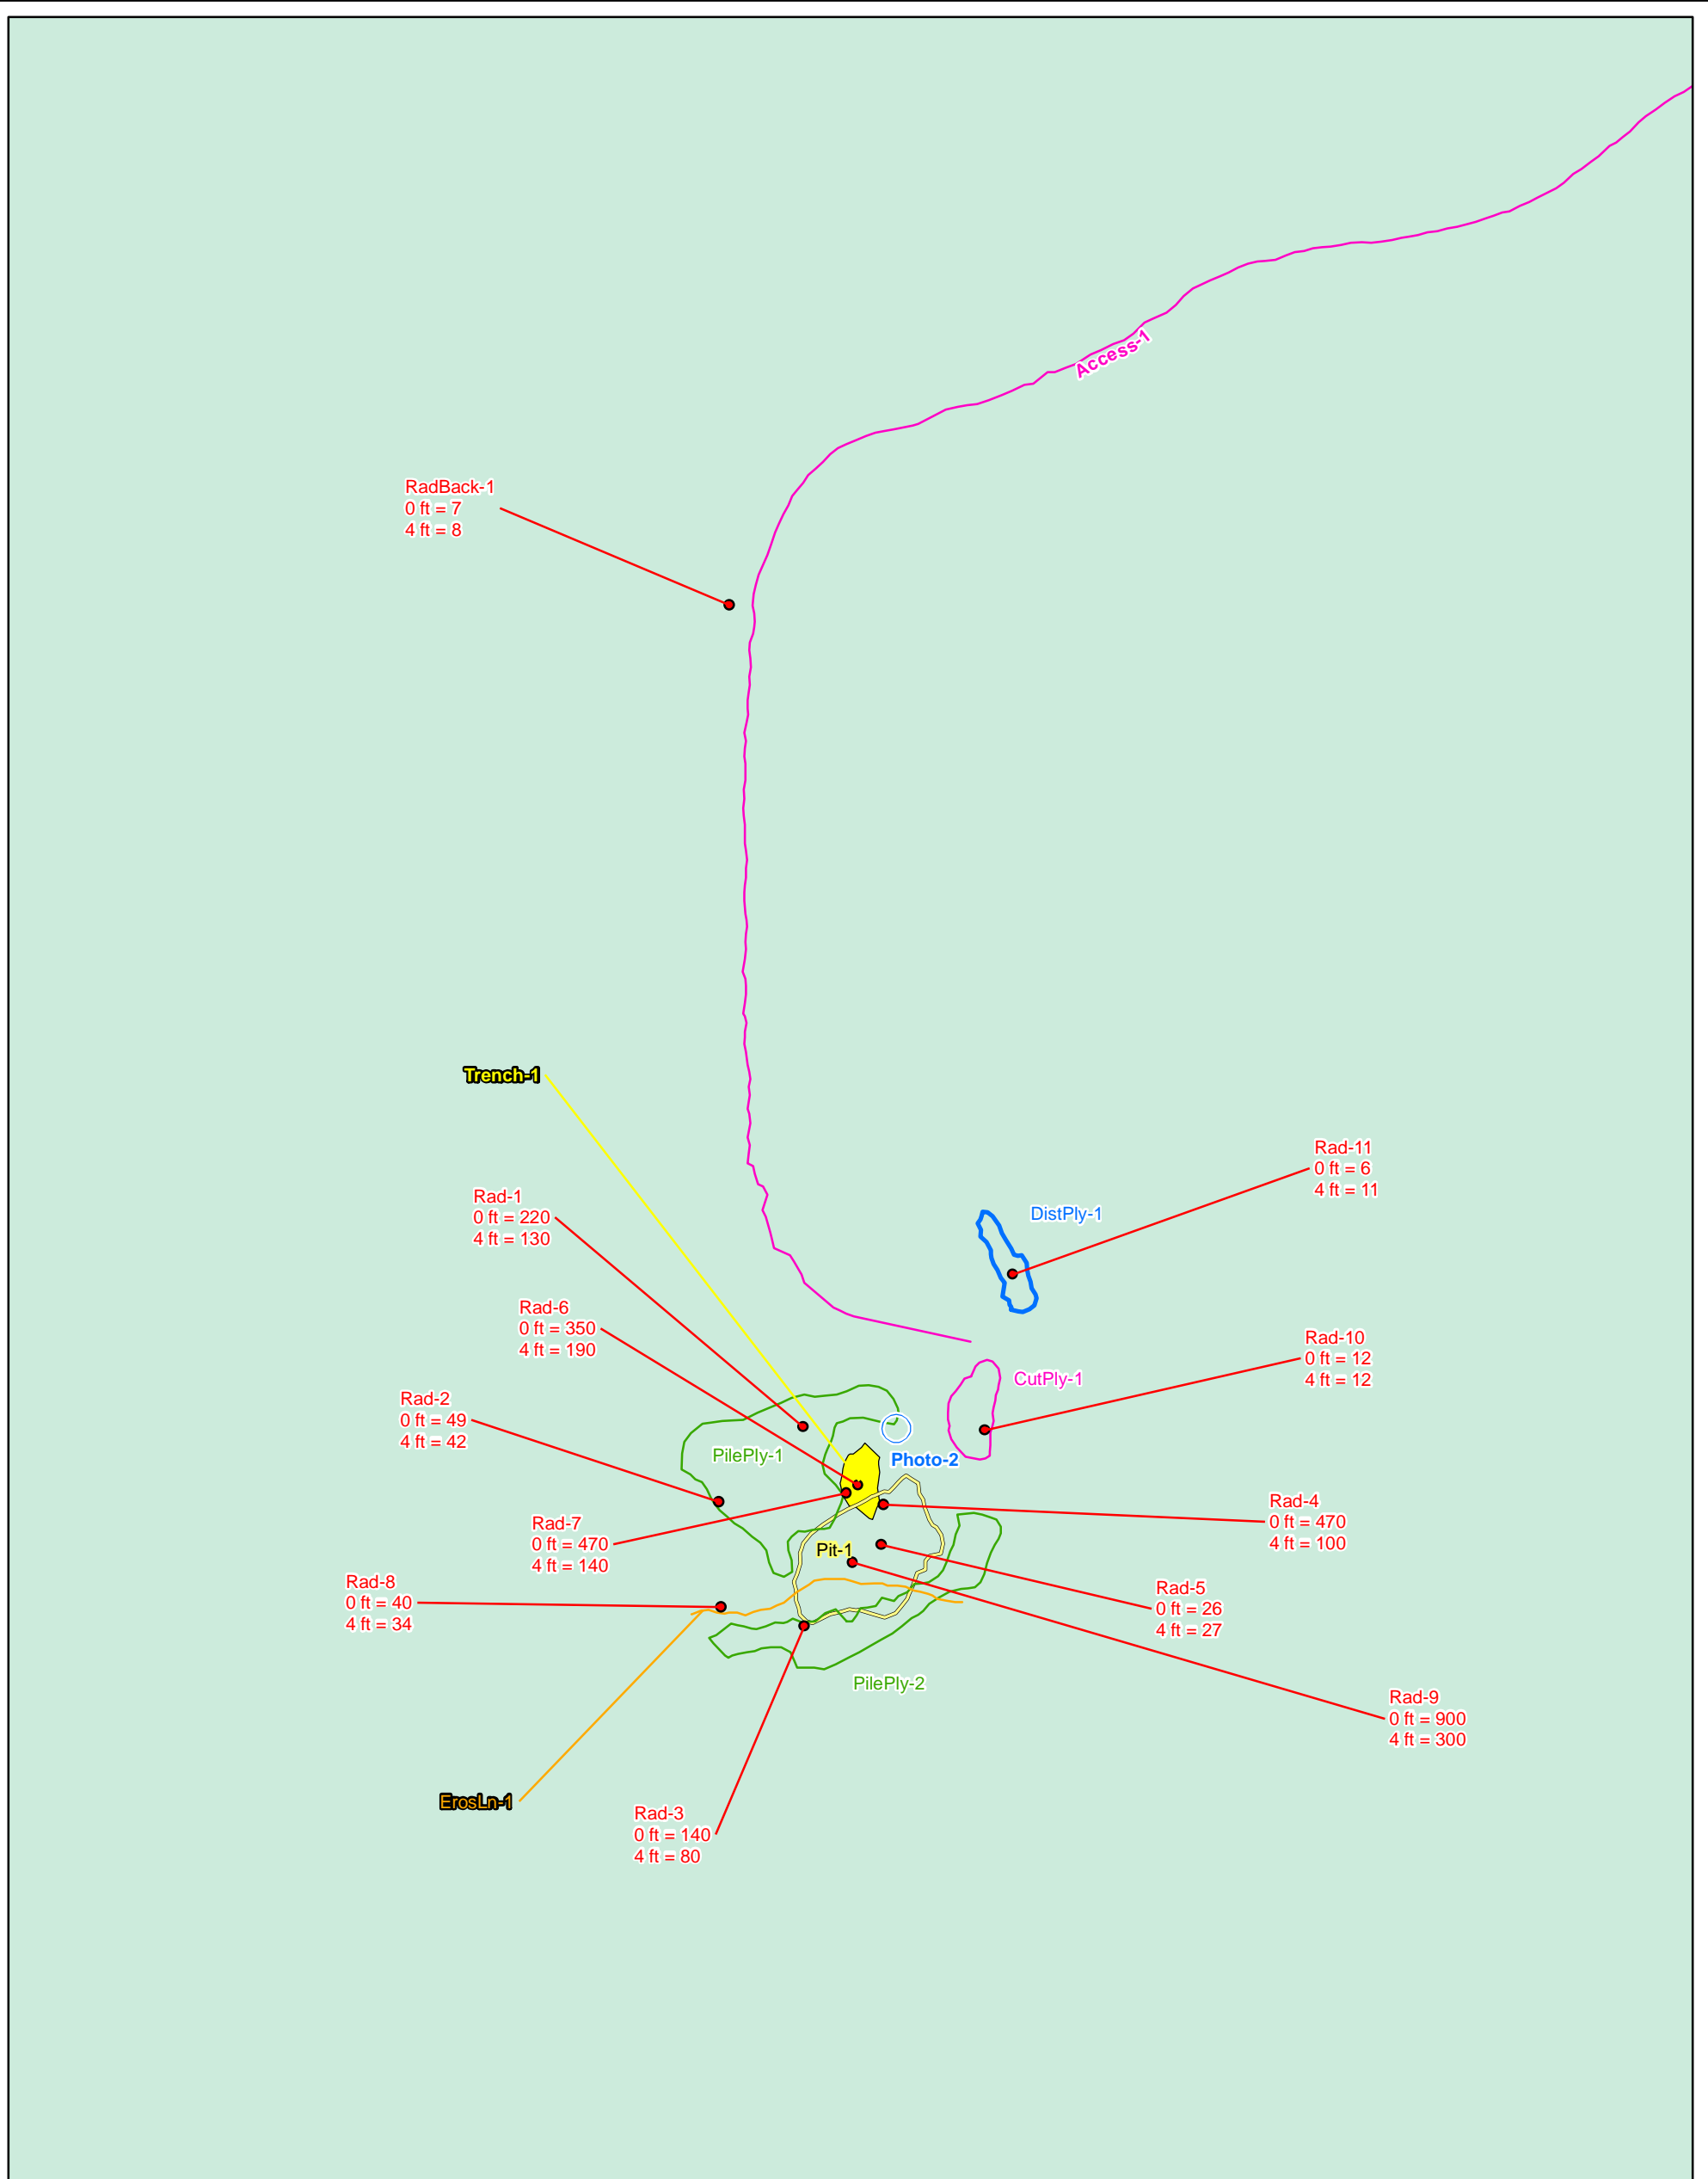 Access-1
RadBack-1
0 ft = 7
4 ft = 8
Trench-1
Rad-11
0 ft = 6
4 ft = 11
Rad-1
0 ft = 220
4 ft = 130
DistPly-1
Rad-6
0 ft = 350
4 ft = 190
Rad-10
0 ft = 12
4 ft = 12
CutPly-1
Rad-2
0 ft = 49
4 ft = 42
PilePly-1
Photo-2
Rad-4
0 ft = 470
4 ft = 100
Rad-7
0 ft = 470
4 ft = 140
Pit-1
Rad-8
0 ft = 40
4 ft = 34
Rad-5
0 ft = 26
4 ft = 27
PilePly-2
Rad-9
0 ft = 900
4 ft = 300
ErosLn-1
Rad-3
0 ft = 140
4 ft = 80